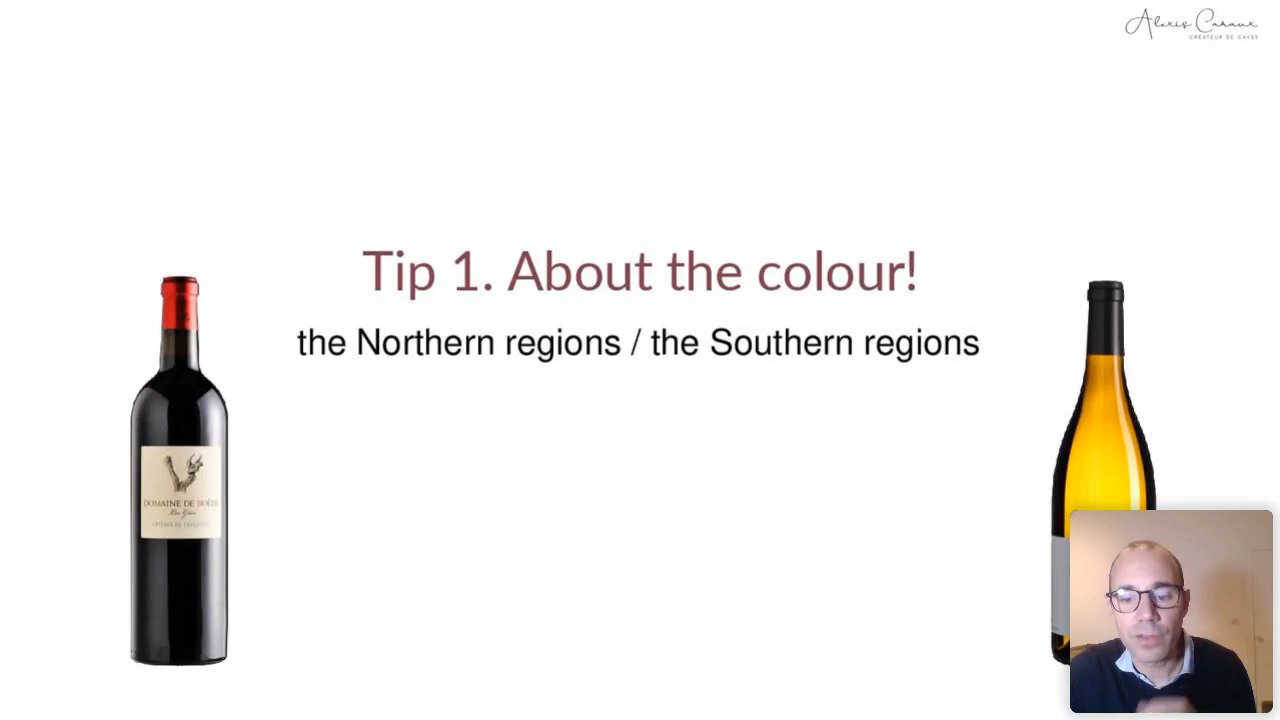 Alexis Caraux
CRÉATEUR DE CAVES
Tip 1. About the colour!
the Northern regions / the Southern regions
DOMAINE DE BOËDE